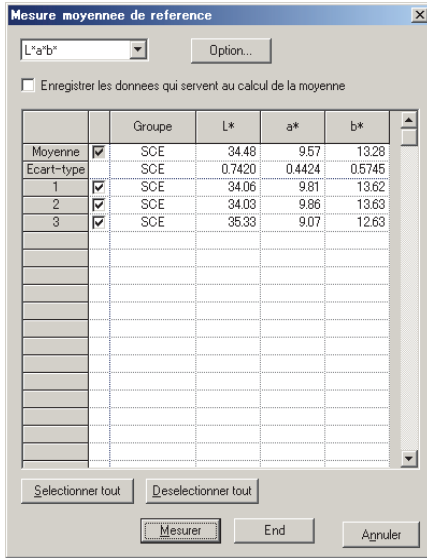 Mesure moyennee de reference
L*a*b* Option...
Enregistrer les donnees qui servent au calcul de la moyenne
Groupe L* a* b*
Moyenne SCE 34.48 9.57 13.28
Ecart-type SCE 0.7420 0.4424 0.5745
1 SCE 34.06 9.81 13.62
2 SCE 34.03 9.86 13.63
3 SCE 35.33 9.07 12.63
Selectionner tout Deselectionner tout
Mesurer End Annuler